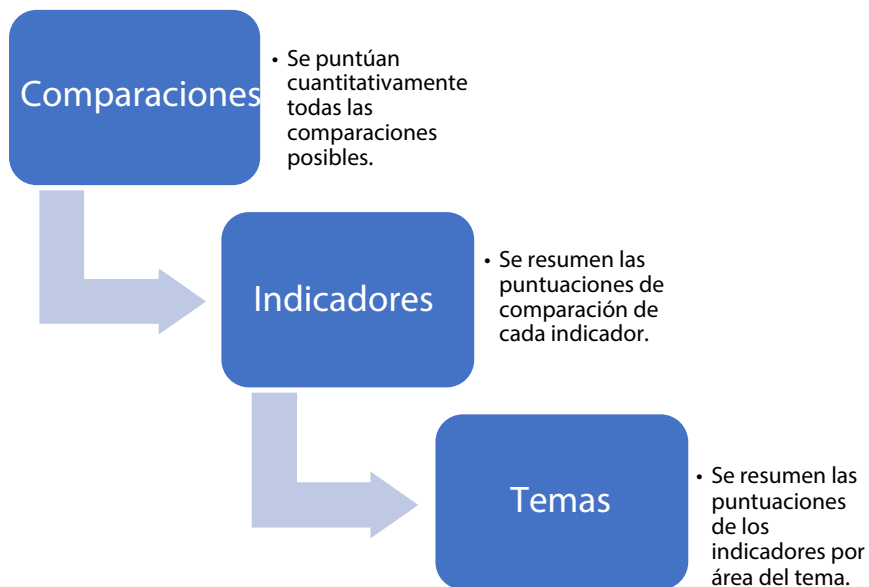 Comparaciones
• Se puntúan
cuantitativamente
todas las
comparaciones
posibles.
Indicadores
• Se resumen las
puntuaciones de
comparación de
cada indicador.
Temas
• Se resumen las
puntuaciones
de los
indicadores por
área del tema.